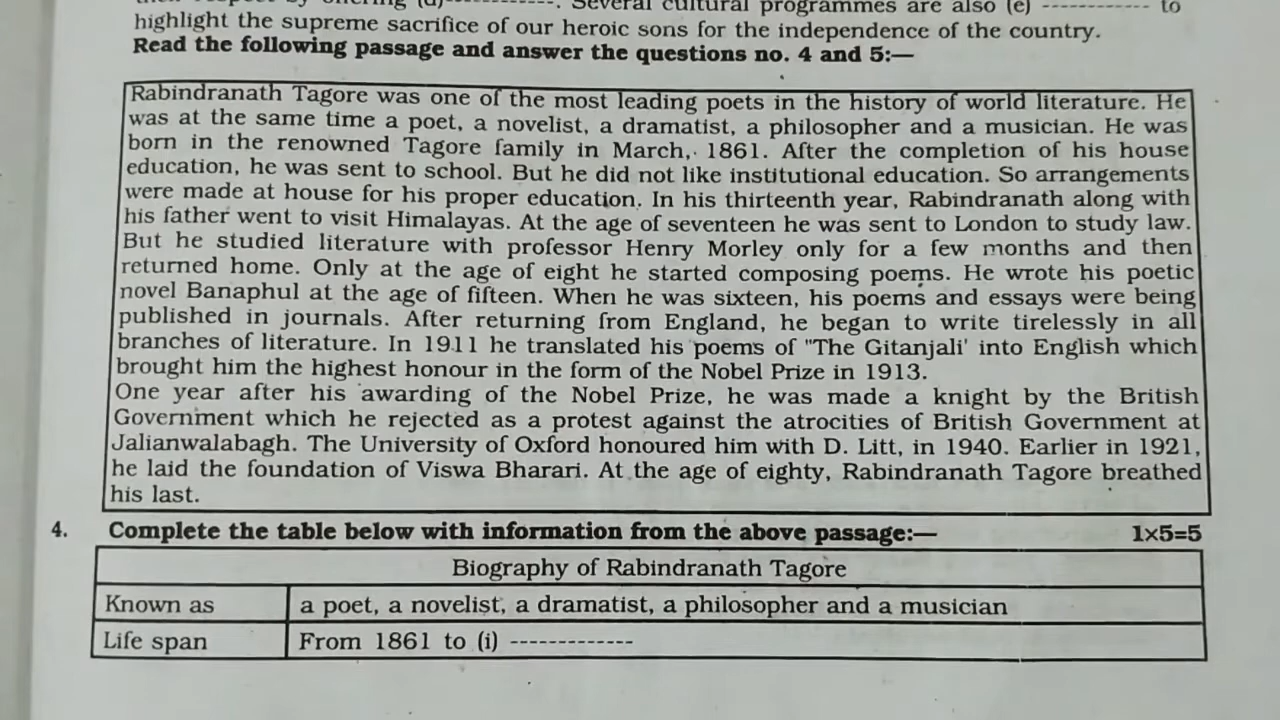 their respect by offering (d)------------. Several cultural programmes are also (e) ----------- to
highlight the supreme sacrifice of our heroic sons for the independence of the country.
Read the following passage and answer the questions no. 4 and 5:—
Rabindranath Tagore was one of the most leading poets in the history of world literature. He
was at the same time a poet, a novelist, a dramatist, a philosopher and a musician. He was
born in the renowned Tagore family in March, 1861. After the completion of his house
education, he was sent to school. But he did not like institutional education. So arrangements
were made at house for his proper education. In his thirteenth year, Rabindranath along with
his father went to visit Himalayas. At the age of seventeen he was sent to London to study law.
But he studied literature with professor Henry Morley only for a few months and then
returned home. Only at the age of eight he started composing poems. He wrote his poetic
novel Banaphul at the age of fifteen. When he was sixteen, his poems and essays were being
published in journals. After returning from England, he began to write tirelessly in all
branches of literature. In 1911 he translated his poems of "The Gitanjali' into English which
brought him the highest honour in the form of the Nobel Prize in 1913.
One year after his awarding of the Nobel Prize, he was made a knight by the British
Government which he rejected as a protest against the atrocities of British Government at
Jalianwalabagh. The University of Oxford honoured him with D. Litt, in 1940. Earlier in 1921,
he laid the foundation of Viswa Bharari. At the age of eighty, Rabindranath Tagore breathed
his last.
4. Complete the table below with information from the above passage:— 1x5=5
Biography of Rabindranath Tagore
Known as a poet, a novelist, a dramatist, a philosopher and a musician
Life span From 1861 to (i) -------------